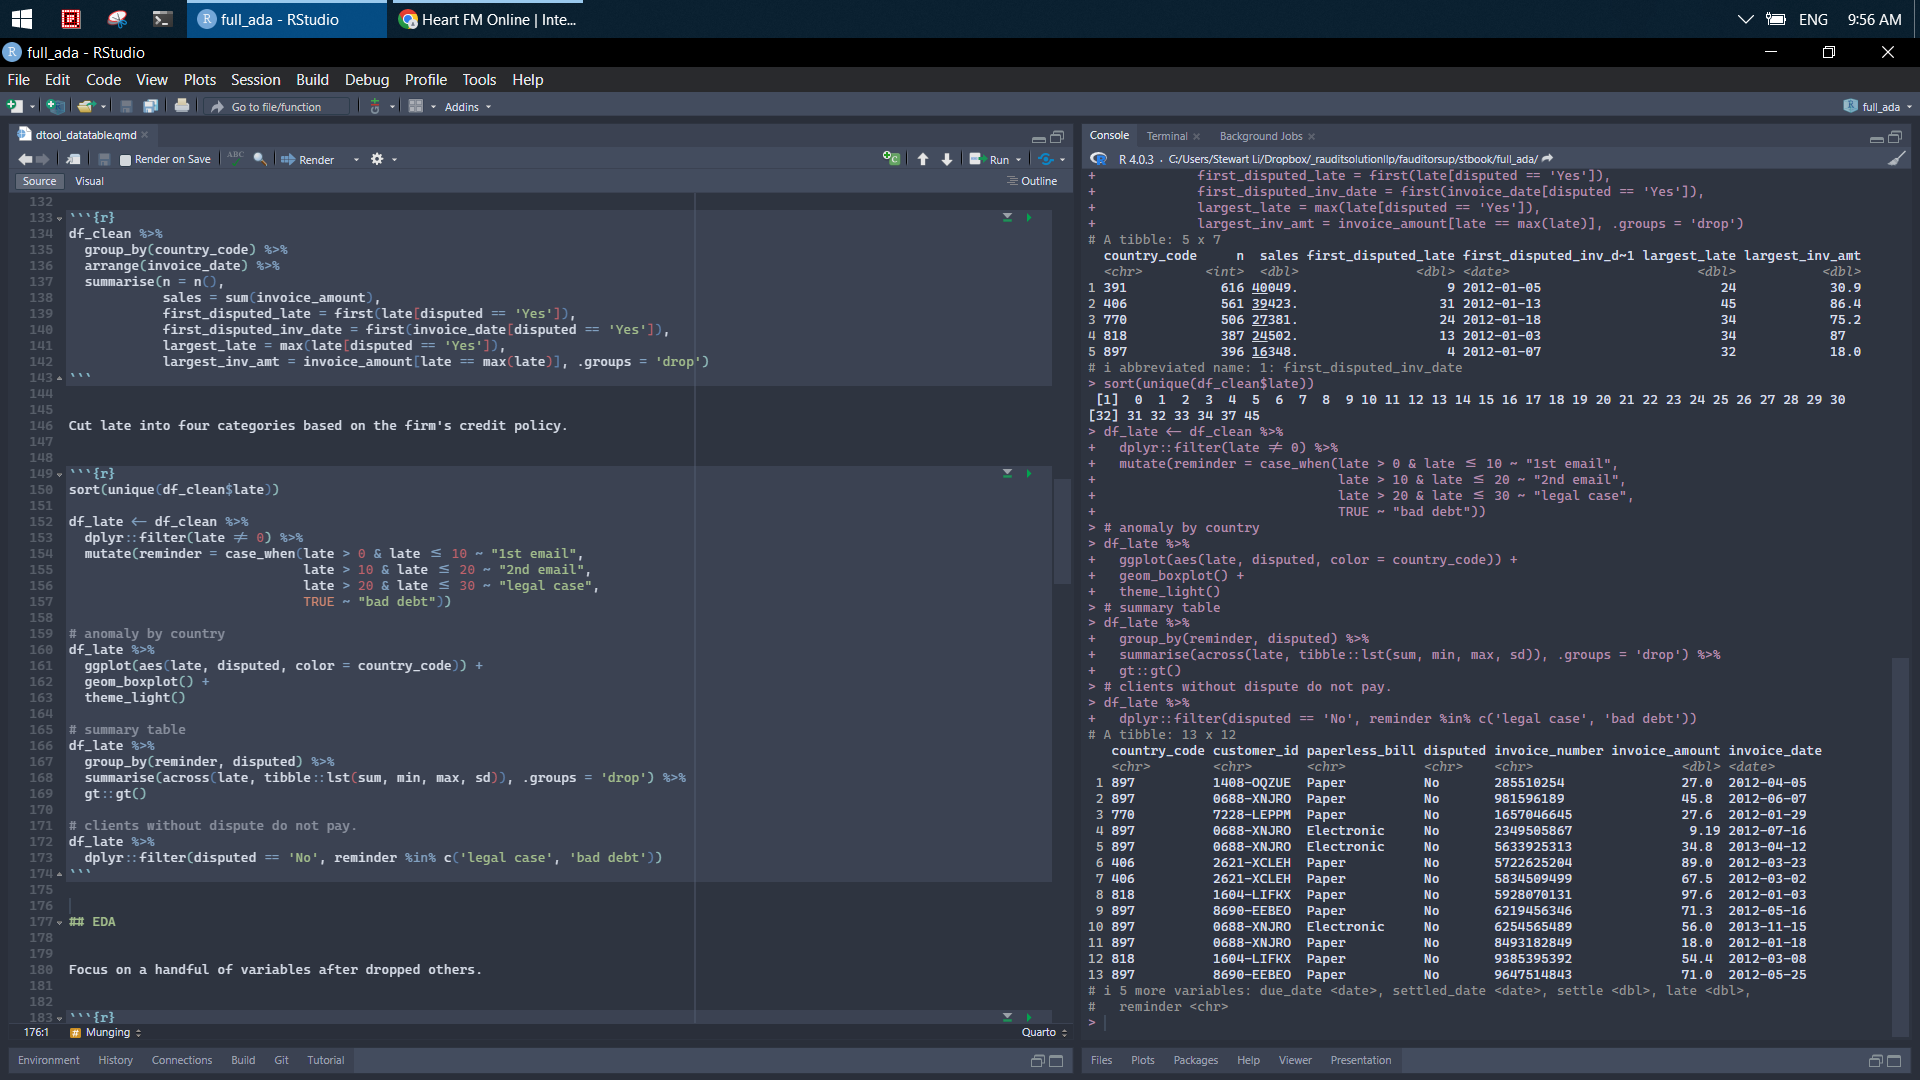 full_ada - RStudio
Heart FM Online | Inte...
ENG
9:56 AM
full_ada - RStudio
File Edit Code View Plots Session Build Debug Profile Tools Help
Go to file/function
Addins
full_ada
dtool_datatable.qmd
Render on Save
ABC
Render
Run
Source Visual
Outline
132
133 ```{r}
134 df_clean %>%
135   group_by(country_code) %>%
136   arrange(invoice_date) %>%
137   summarise(n = n(),
138             sales = sum(invoice_amount),
139             first_disputed_late = first(late[disputed == 'Yes']),
140             first_disputed_inv_date = first(invoice_date[disputed == 'Yes']),
141             largest_late = max(late[disputed == 'Yes']),
142             largest_inv_amt = invoice_amount[late == max(late)], .groups = 'drop')
143 ```
144
145
146 Cut late into four categories based on the firm's credit policy.
147
148
149 ```{r}
150 sort(unique(df_clean$late))
151
152 df_late <- df_clean %>%
153   dplyr::filter(late ≠ 0) %>%
154   mutate(reminder = case_when(late > 0 & late ≤ 10 ~ "1st email",
155                               late > 10 & late ≤ 20 ~ "2nd email",
156                               late > 20 & late ≤ 30 ~ "legal case",
157                               TRUE ~ "bad debt"))
158
159 # anomaly by country
160 df_late %>%
161   ggplot(aes(late, disputed, color = country_code)) +
162   geom_boxplot() +
163   theme_light()
164
165 # summary table
166 df_late %>%
167   group_by(reminder, disputed) %>%
168   summarise(across(late, tibble::lst(sum, min, max, sd)), .groups = 'drop') %>%
169   gt::gt()
170
171 # clients without dispute do not pay.
172 df_late %>%
173   dplyr::filter(disputed == 'No', reminder %in% c('legal case', 'bad debt'))
174 ```
175
176
177 ## EDA
178
179
180 Focus on a handful of variables after dropped others.
181
182
183 ```{r}
176:1 # Munging
Quarto
Environment History Connections Build Git Tutorial
Console Terminal Background Jobs
R 4.0.3 · C:/Users/Stewart Li/Dropbox/_rauditsolutionllp/fauditorsup/stbook/full_ada/
+             first_disputed_late = first(late[disputed == 'Yes']),
+             first_disputed_inv_date = first(invoice_date[disputed == 'Yes']),
+             largest_late = max(late[disputed == 'Yes']),
+             largest_inv_amt = invoice_amount[late == max(late)], .groups = 'drop')
# A tibble: 5 x 7
  country_code     n  sales first_disputed_late first_disputed_inv_d~1 largest_late largest_inv_amt
  <chr>        <int>  <dbl>               <dbl> <date>                        <dbl>           <dbl>
1 391            616 40049.                   9 2012-01-05                       24            30.9
2 406            561 39423.                  31 2012-01-13                       45            86.4
3 770            506 27381.                  24 2012-01-18                       34            75.2
4 818            387 24502.                  13 2012-01-03                       34            87
5 897            396 16348.                   4 2012-01-07                       32            18.0
# i abbreviated name: 1: first_disputed_inv_date
> sort(unique(df_clean$late))
 [1]  0  1  2  3  4  5  6  7  8  9 10 11 12 13 14 15 16 17 18 19 20 21 22 23 24 25 26 27 28 29 30
[32] 31 32 33 34 37 45
> df_late <- df_clean %>%
+   dplyr::filter(late ≠ 0) %>%
+   mutate(reminder = case_when(late > 0 & late ≤ 10 ~ "1st email",
+                               late > 10 & late ≤ 20 ~ "2nd email",
+                               late > 20 & late ≤ 30 ~ "legal case",
+                               TRUE ~ "bad debt"))
> # anomaly by country
> df_late %>%
+   ggplot(aes(late, disputed, color = country_code)) +
+   geom_boxplot() +
+   theme_light()
> # summary table
> df_late %>%
+   group_by(reminder, disputed) %>%
+   summarise(across(late, tibble::lst(sum, min, max, sd)), .groups = 'drop') %>%
+   gt::gt()
> # clients without dispute do not pay.
> df_late %>%
+   dplyr::filter(disputed == 'No', reminder %in% c('legal case', 'bad debt'))
# A tibble: 13 x 12
   country_code customer_id paperless_bill disputed invoice_number invoice_amount invoice_date
   <chr>        <chr>       <chr>          <chr>    <chr>                   <dbl> <date>
 1 897          1408-OQZUE  Paper          No       285510254               27.0  2012-04-05
 2 897          0688-XNJRO  Paper          No       981596189               45.8  2012-06-07
 3 770          7228-LEPPM  Paper          No       1657046645              27.6  2012-01-29
 4 897          0688-XNJRO  Electronic     No       2349505867               9.19 2012-07-16
 5 897          0688-XNJRO  Electronic     No       5633925313              34.8  2013-04-12
 6 406          2621-XCLEH  Paper          No       5722625204              89.0  2012-03-23
 7 406          2621-XCLEH  Paper          No       5834509499              67.5  2012-03-02
 8 818          1604-LIFKX  Paper          No       5928070131              97.6  2012-01-03
 9 897          8690-EEBEO  Paper          No       6219456346              71.3  2012-05-16
10 897          0688-XNJRO  Electronic     No       6254565489              56.0  2013-11-15
11 897          0688-XNJRO  Paper          No       8493182849              18.0  2012-01-18
12 818          1604-LIFKX  Paper          No       9385395392              54.4  2012-03-08
13 897          8690-EEBEO  Paper          No       9647514843              71.0  2012-05-25
# i 5 more variables: due_date <date>, settled_date <date>, settle <dbl>, late <dbl>,
#   reminder <chr>
>
Files Plots Packages Help Viewer Presentation